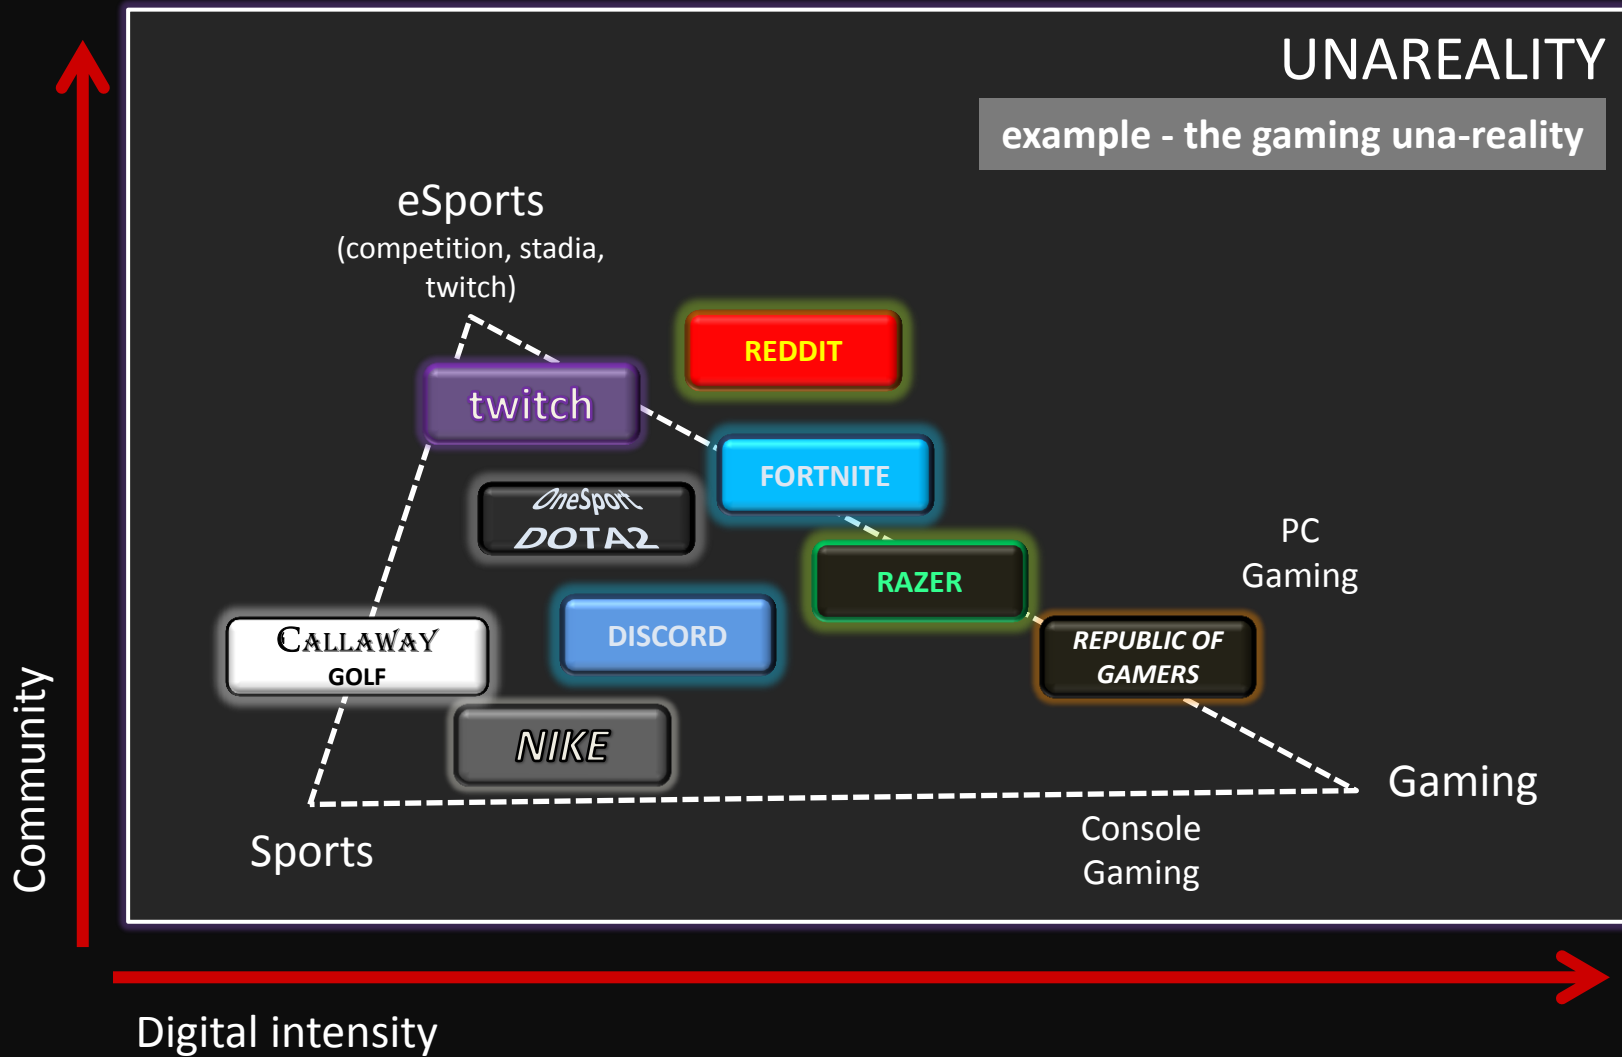 UNAREALITY
example - the gaming una-reality
eSports
(competition, stadia,
twitch)
REDDIT
twitch
FORTNITE
OneSport
DOTA2
PC
Gaming
RAZER
DISCORD
CALLAWAY
GOLF
REPUBLIC OF
GAMERS
NIKE
Gaming
Sports
Console
Gaming
Community
Digital intensity